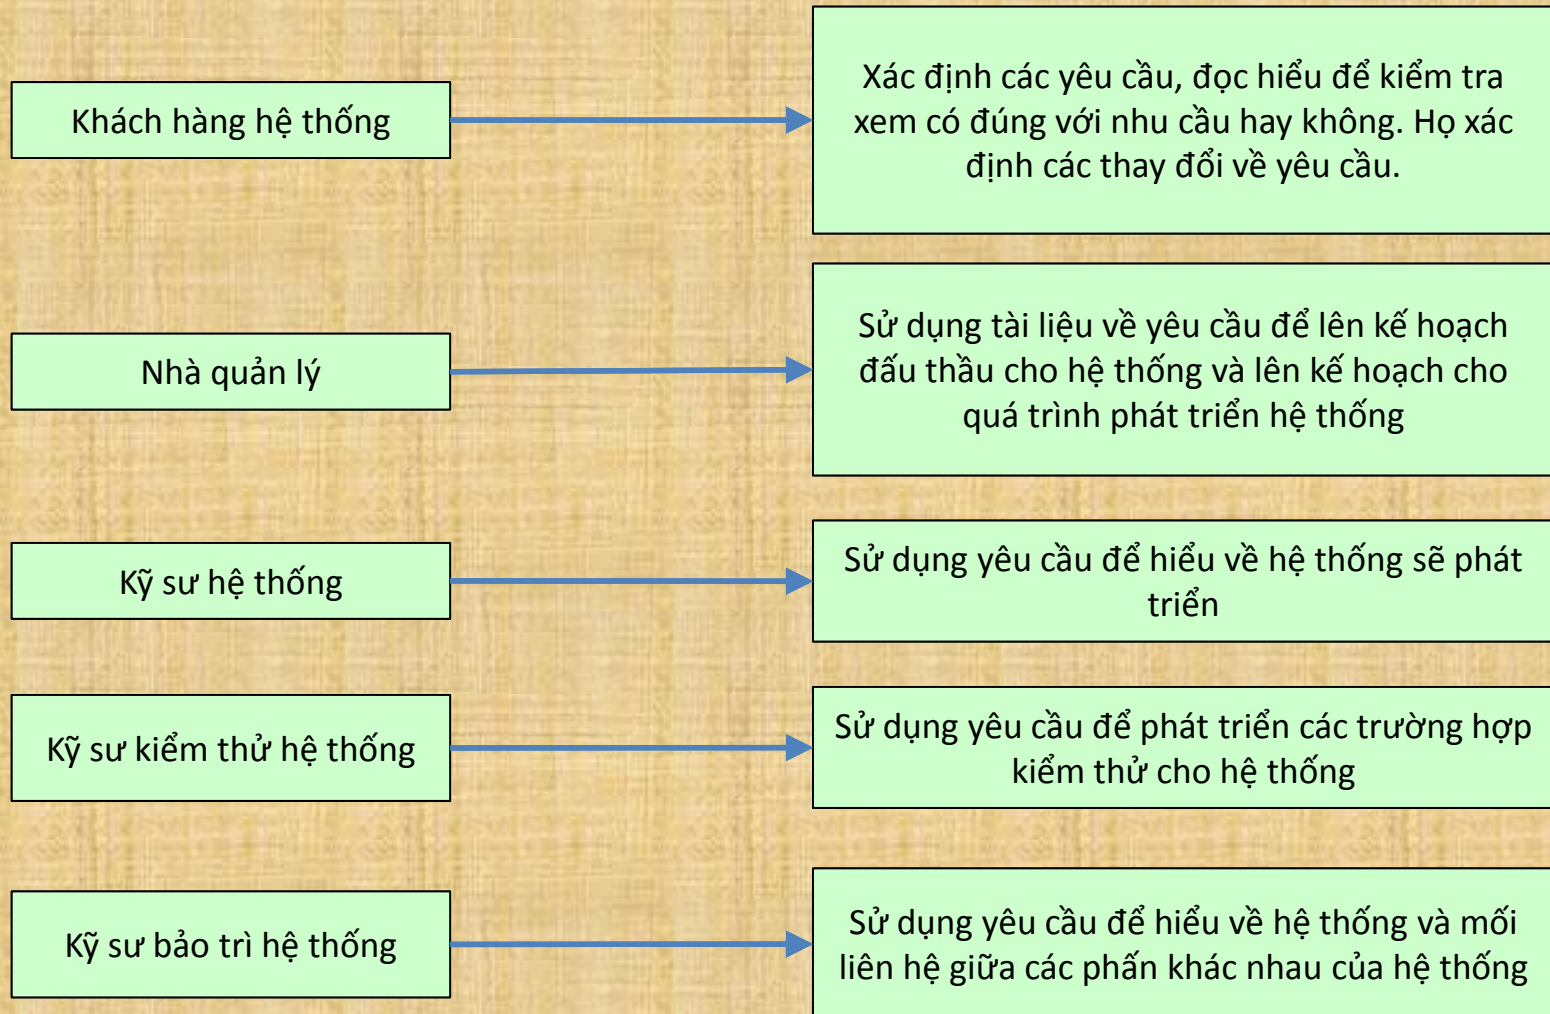 Khách hàng hệ thống
Xác định các yêu cầu, đọc hiểu để kiểm tra
xem có đúng với nhu cầu hay không. Họ xác
định các thay đổi về yêu cầu.
Nhà quản lý
Sử dụng tài liệu về yêu cầu để lên kế hoạch
đấu thầu cho hệ thống và lên kế hoạch cho
quá trình phát triển hệ thống
Kỹ sư hệ thống
Sử dụng yêu cầu để hiểu về hệ thống sẽ phát
triển
Kỹ sư kiểm thử hệ thống
Sử dụng yêu cầu để phát triển các trường hợp
kiểm thử cho hệ thống
Kỹ sư bảo trì hệ thống
Sử dụng yêu cầu để hiểu về hệ thống và mối
liên hệ giữa các phấn khác nhau của hệ thống